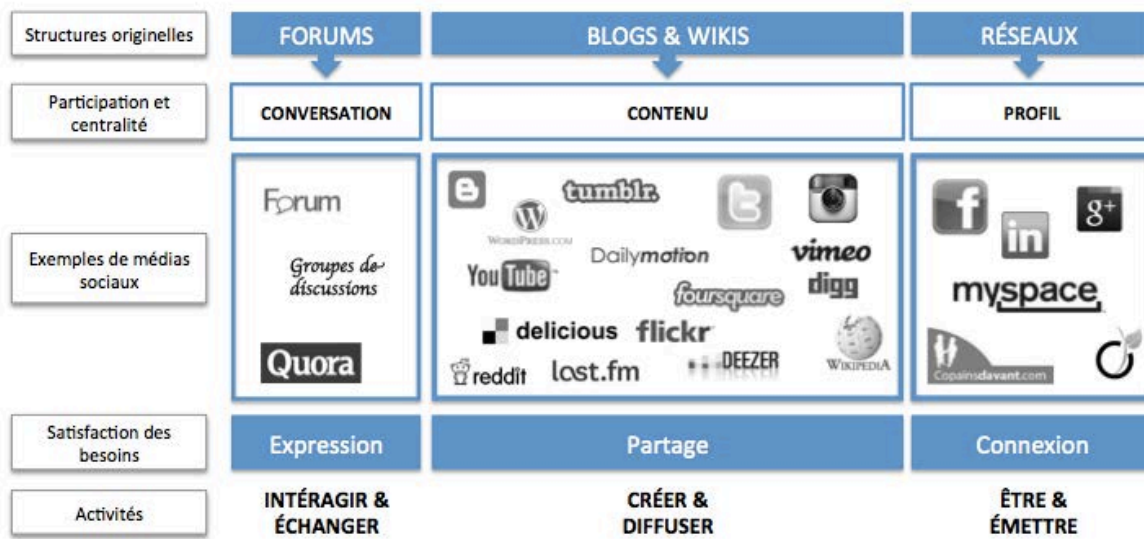 Structures originelles
FORUMS
BLOGS & WIKIS
RÉSEAUX
Participation et
centralité
CONVERSATION
CONTENU
PROFIL
Exemples de médias
sociaux
Forum
Groupes de
discussions
Quora
tumblr.
WORDPRESS.COM
Dailymotion
vimeo
YouTube
foursquare
digg
delicious
flickr
reddit
last.fm
DEEZER
WIKIPEDIA
f
in
g+
myspace
Copainsdavant.com
Satisfaction des
besoins
Expression
Partage
Connexion
Activités
INTÉRAGIR &
ÉCHANGER
CRÉER &
DIFFUSER
ÊTRE &
ÉMETTRE